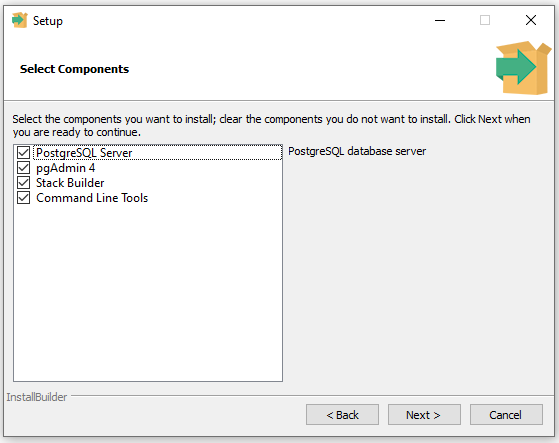 Setup
Select Components
Select the components you want to install; clear the components you do not want to install. Click Next when
you are ready to continue.
PostgreSQL Server
pgAdmin 4
Stack Builder
Command Line Tools
PostgreSQL database server
InstallBuilder
< Back
Next >
Cancel